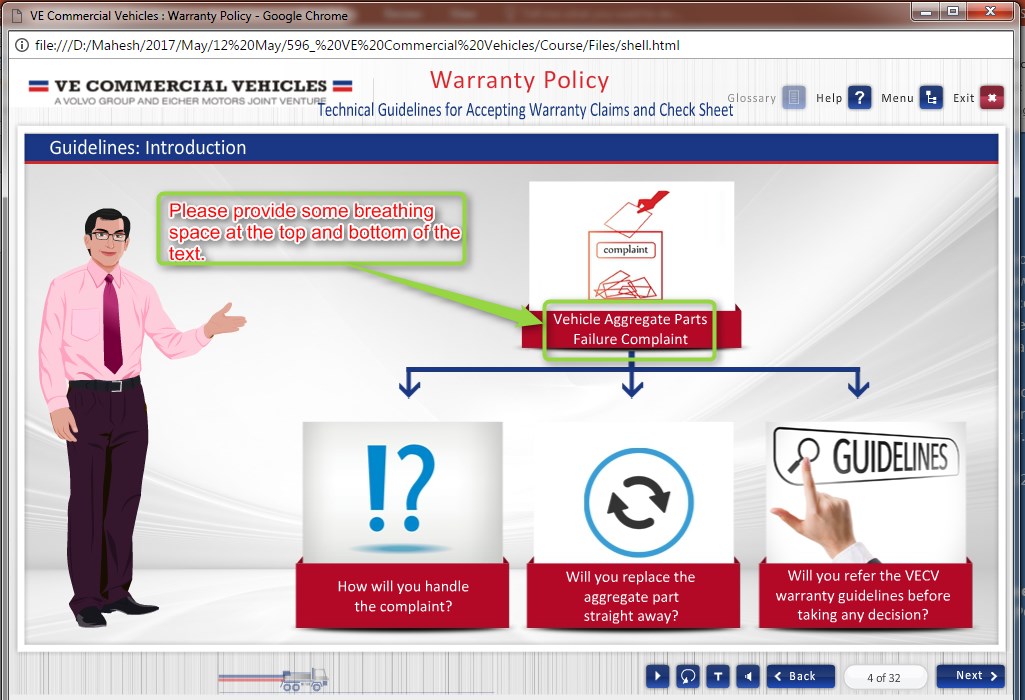 VE Commercial Vehicles : Warranty Policy - Google Chrome
file:///D:/Mahesh/2017/May/12%20May/596_%20VE%20Commercial%20Vehicles/Course/Files/shell.html
VE COMMERCIAL VEHICLES
A VOLVO GROUP AND EICHER MOTORS JOINT VENTURE
Warranty Policy
Technical Guidelines for Accepting Warranty Claims and Check Sheet
Glossary Help ? Menu Exit
Guidelines: Introduction
Please provide some breathing
space at the top and bottom of the
text.
complaint
Vehicle Aggregate Parts
Failure Complaint
!?
GUIDELINES
How will you handle
the complaint?
Will you replace the
aggregate part
straight away?
Will you refer the VECV
warranty guidelines before
taking any decision?
T
Back
4 of 32
Next